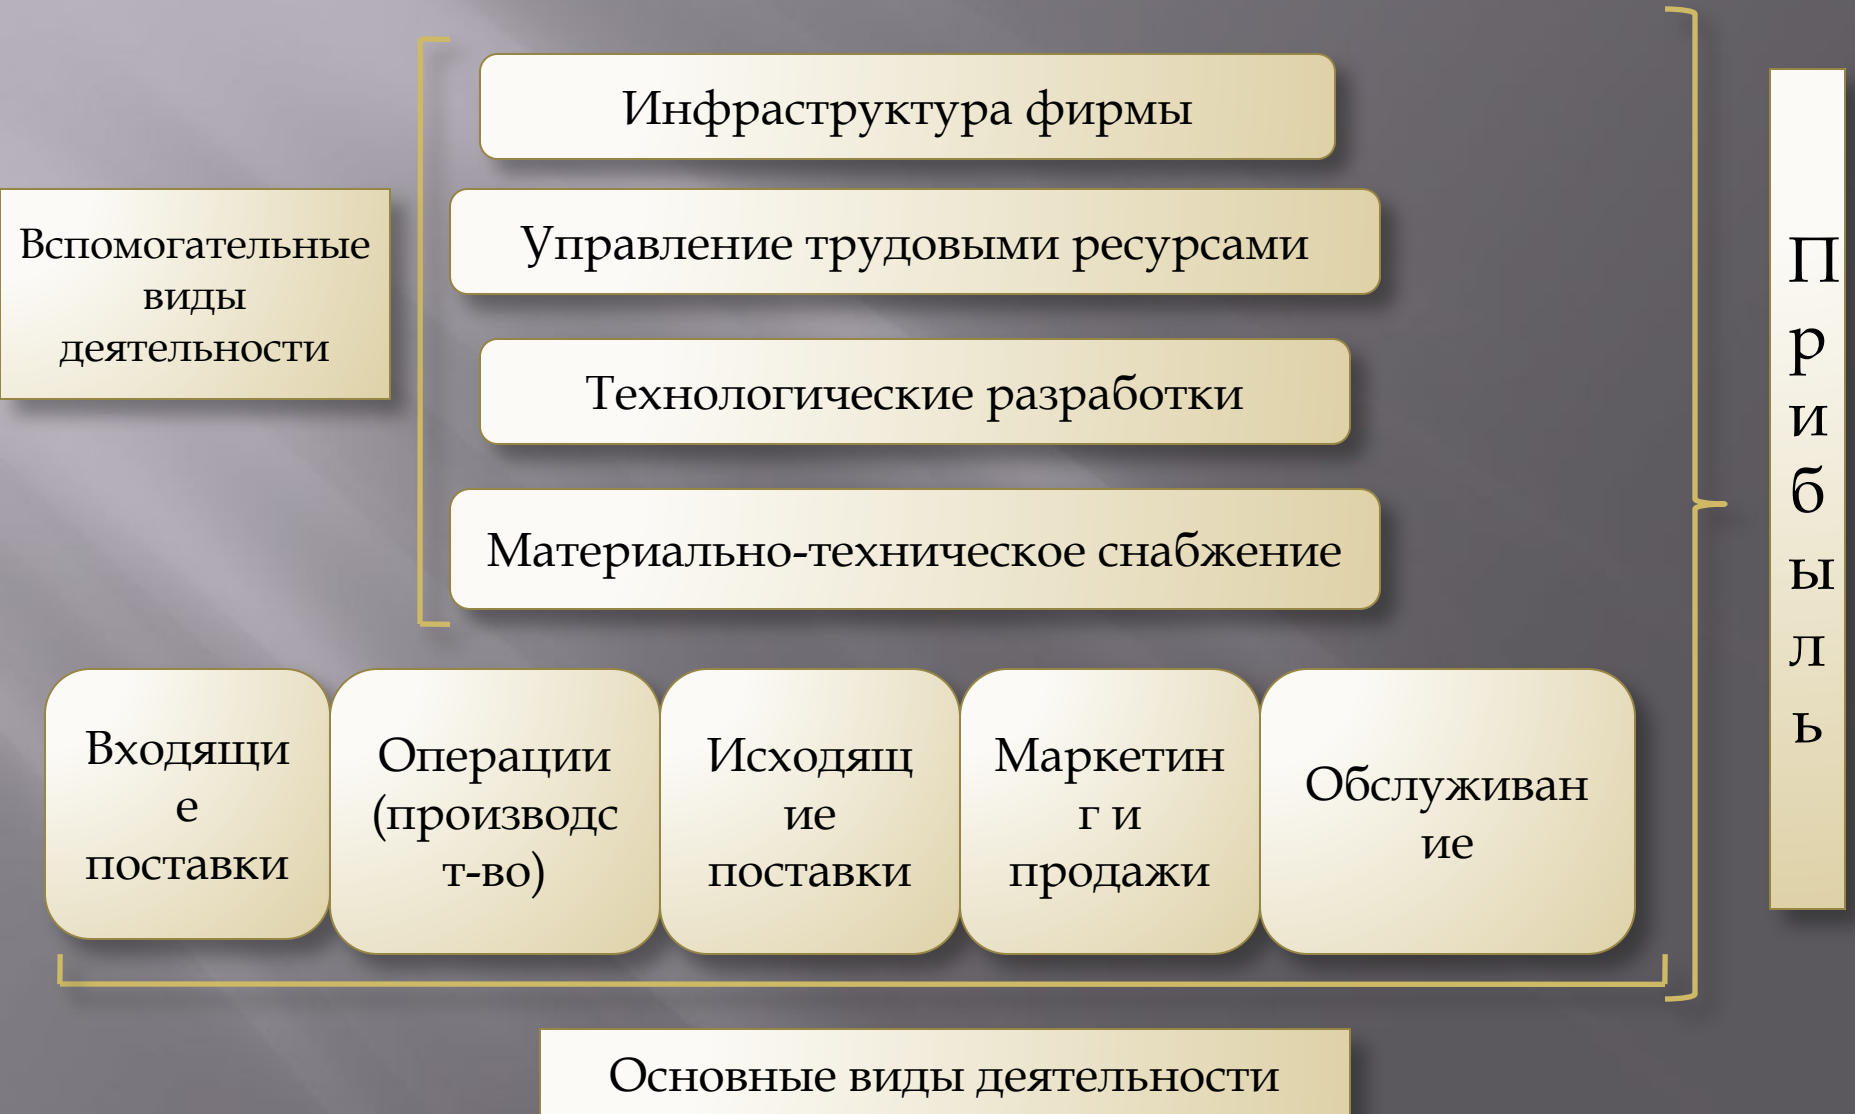 Инфраструктура фирмы
Вспомогательные
виды
деятельности
Управление трудовыми ресурсами
Технологические разработки
Материально-техническое снабжение
Входящи
е
поставки
Операции
(производс
т-во)
Исходящ
ие
поставки
Маркетин
г и
продажи
Обслуживан
ие
Основные виды деятельности
П
р
и
б
ы
л
ь